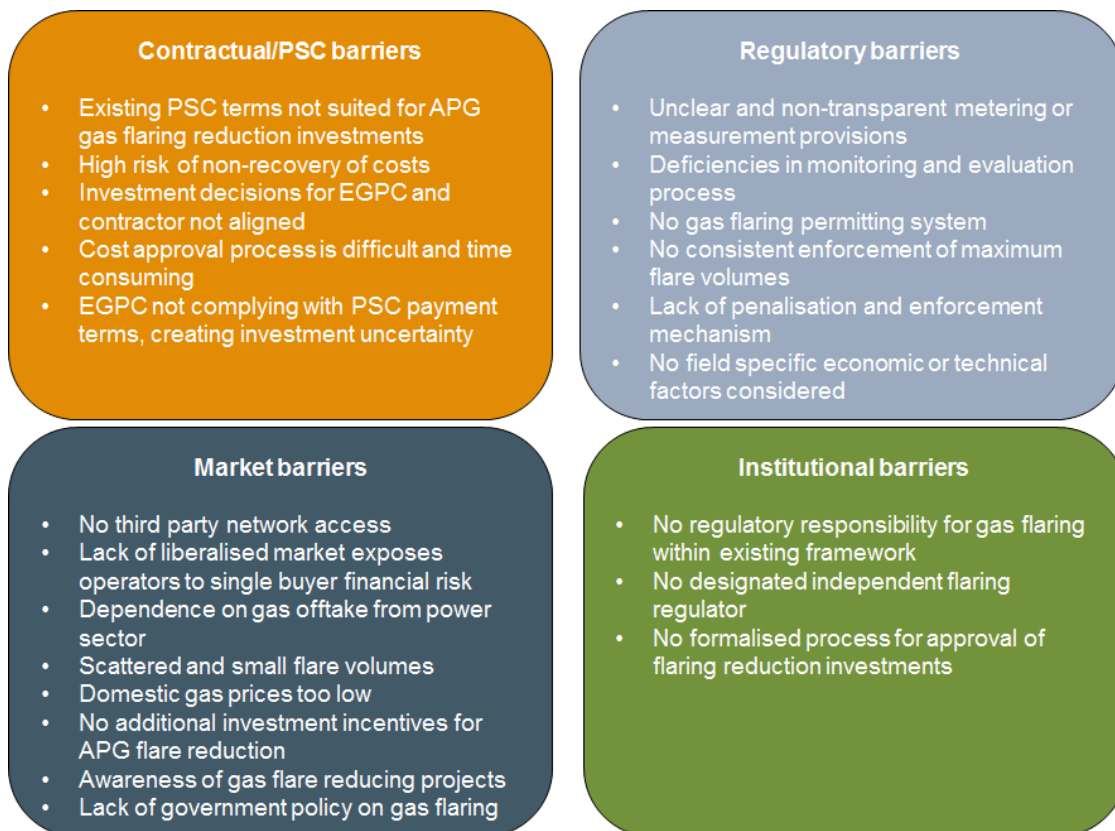 Contractual/PSC barriers
• Existing PSC terms not suited for APG
gas flaring reduction investments
• High risk of non-recovery of costs
• Investment decisions for EGPC and
contractor not aligned
• Cost approval process is difficult and time
consuming
• EGPC not complying with PSC payment
terms, creating investment uncertainty
Regulatory barriers
• Unclear and non-transparent metering or
measurement provisions
• Deficiencies in monitoring and evaluation
process
• No gas flaring permitting system
• No consistent enforcement of maximum
flare volumes
• Lack of penalisation and enforcement
mechanism
• No field specific economic or technical
factors considered
Market barriers
• No third party network access
• Lack of liberalised market exposes
operators to single buyer financial risk
• Dependence on gas offtake from power
sector
• Scattered and small flare volumes
• Domestic gas prices too low
• No additional investment incentives for
APG flare reduction
• Awareness of gas flare reducing projects
• Lack of government policy on gas flaring
Institutional barriers
• No regulatory responsibility for gas flaring
within existing framework
• No designated independent flaring
regulator
• No formalised process for approval of
flaring reduction investments